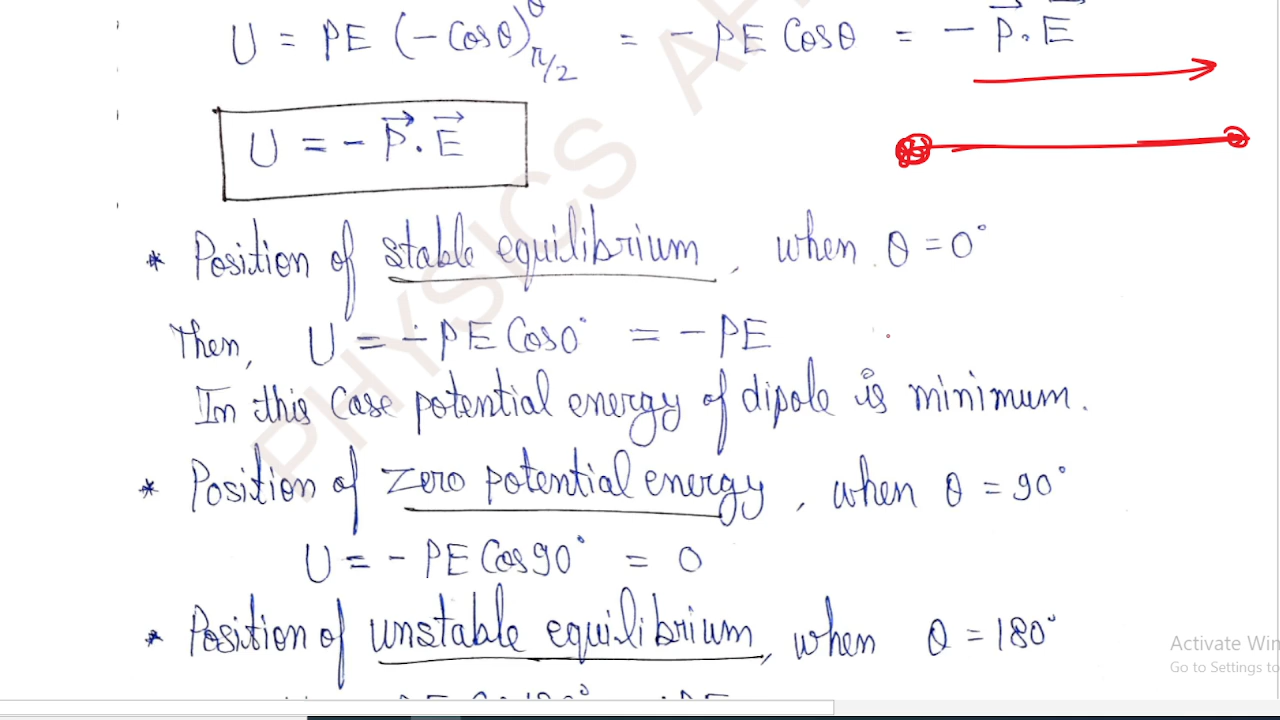 U = PE (-Cosθ)^θ_π/2 = - PE Cosθ = - P⃗.E⃗
U = - P⃗.E⃗
* Position of stable equilibrium, when θ = 0°
Then, U = - PE Cos0° = - PE
In this case potential energy of dipole is minimum.
* Position of zero potential energy, when θ = 90°
U = - PE Cos90° = 0
* Position of unstable equilibrium, when θ = 180°
PHYSICS
Activate Win
Go to Settings to